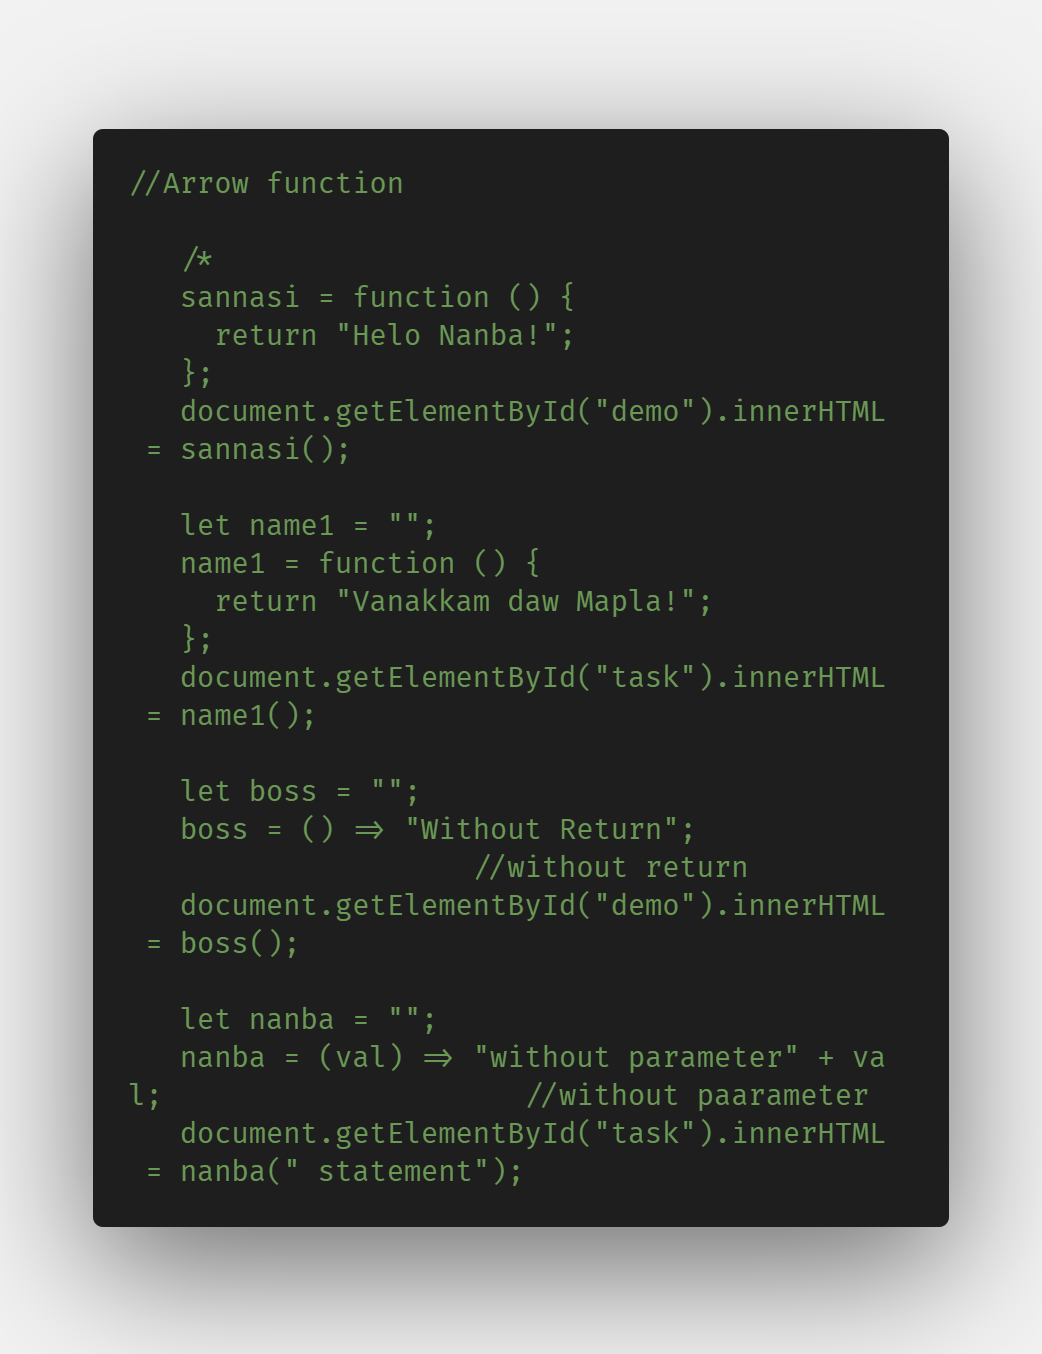 //Arrow function
/*
sannasi = function () {
return "Helo Nanba!";
};
document.getElementById("demo").innerHTML
= sannasi();
let name1 = "";
name1 = function () {
return "Vanakkam daw Mapla!";
};
document.getElementById("task").innerHTML
= name1();
let boss = "";
boss = () => "Without Return";
//without return
document.getElementById("demo").innerHTML
= boss();
let nanba = "";
nanba = (val) => "without parameter" + va
l; //without paarameter
document.getElementById("task").innerHTML
= nanba(" statement");